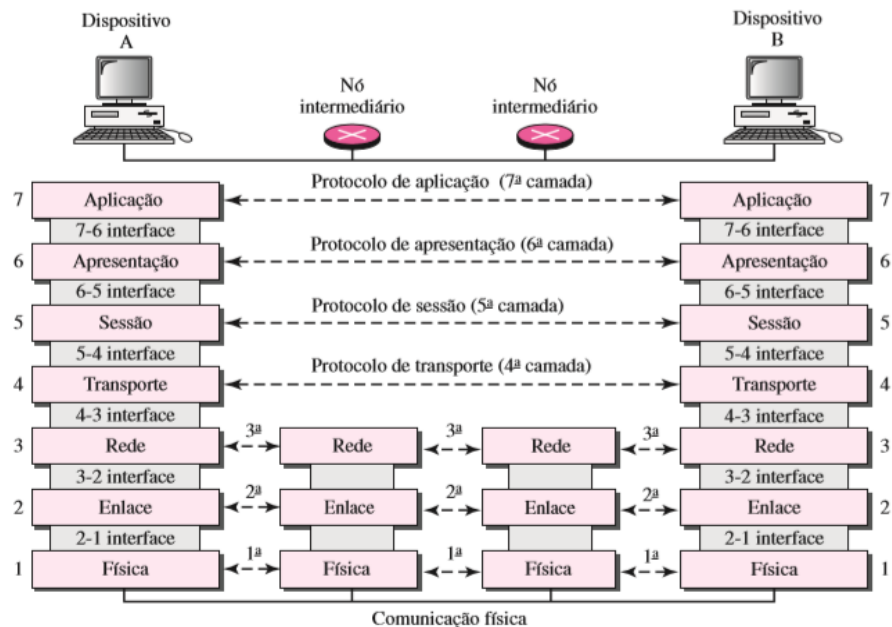 Dispositivo
A
Dispositivo
B
Nó
intermediário
Nó
intermediário
Protocolo de aplicação (7ª camada)
7 Aplicação Aplicação 7
7-6 interface 7-6 interface
Protocolo de apresentação (6ª camada)
6 Apresentação Apresentação 6
6-5 interface 6-5 interface
Protocolo de sessão (5ª camada)
5 Sessão Sessão 5
5-4 interface 5-4 interface
Protocolo de transporte (4ª camada)
4 Transporte Transporte 4
4-3 interface 4-3 interface
3 Rede 3ª Rede 3ª Rede 3ª Rede 3
3-2 interface 3-2 interface
2 Enlace 2ª Enlace 2ª Enlace 2ª Enlace 2
2-1 interface 2-1 interface
1 Física 1ª Física 1ª Física 1ª Física 1
Comunicação física